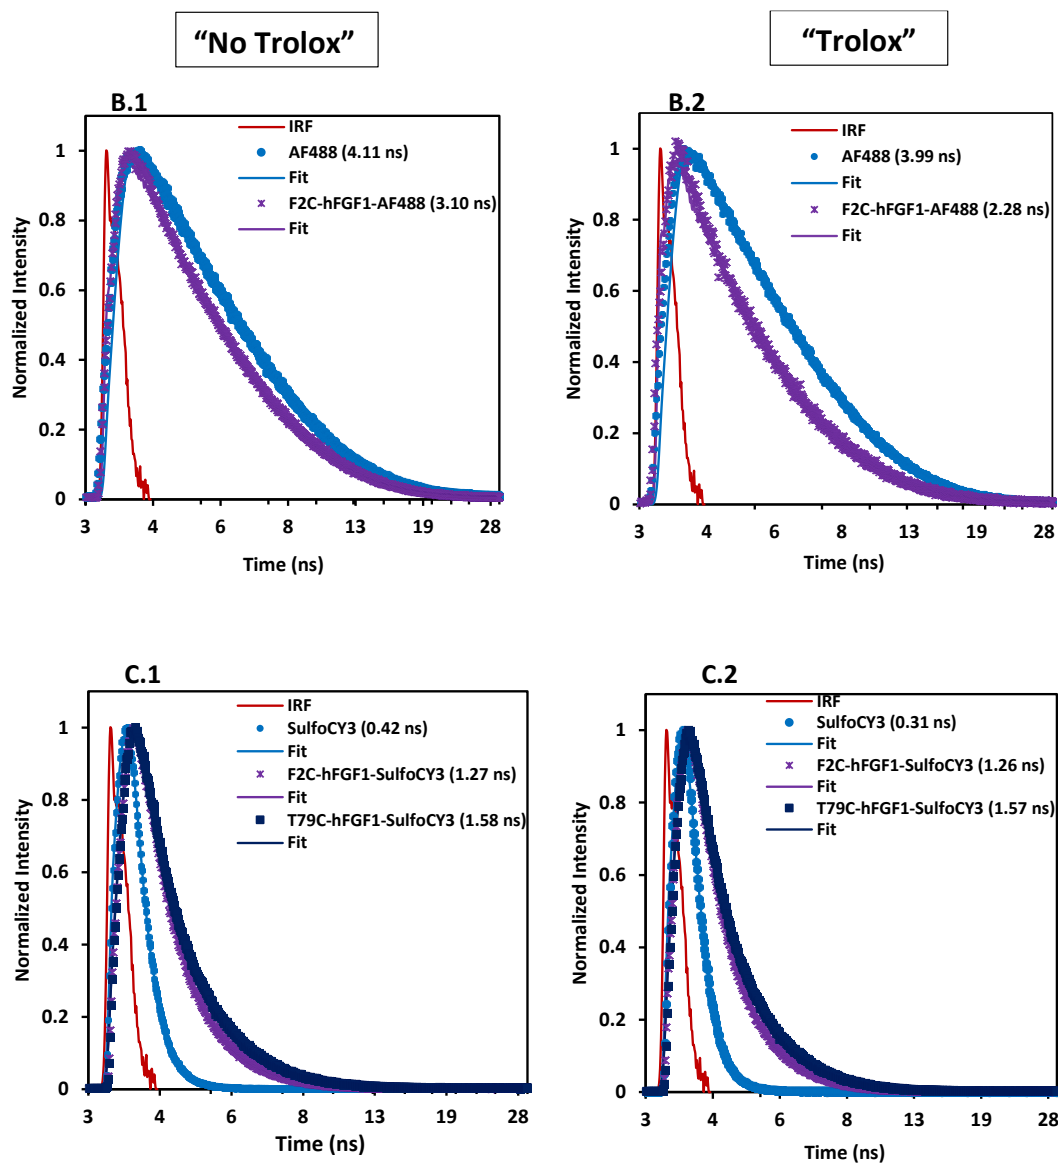 “No Trolox”
“Trolox”
B.1
IRF
AF488 (4.11 ns)
Fit
F2C-hFGF1-AF488 (3.10 ns)
Fit
Normalized Intensity
1
0.8
0.6
0.4
0.2
0
3 4 6 8 13 19 28
Time (ns)
B.2
IRF
AF488 (3.99 ns)
Fit
F2C-hFGF1-AF488 (2.28 ns)
Fit
Normalized Intensity
1
0.8
0.6
0.4
0.2
0
3 4 6 8 13 19 28
Time (ns)
C.1
IRF
SulfoCY3 (0.42 ns)
Fit
F2C-hFGF1-SulfoCY3 (1.27 ns)
Fit
T79C-hFGF1-SulfoCY3 (1.58 ns)
Fit
Normalized Intensity
1
0.8
0.6
0.4
0.2
0
3 4 6 8 13 19 28
Time (ns)
C.2
IRF
SulfoCY3 (0.31 ns)
Fit
F2C-hFGF1-SulfoCY3 (1.26 ns)
Fit
T79C-hFGF1-SulfoCY3 (1.57 ns)
Fit
Normalized Intensity
1
0.8
0.6
0.4
0.2
0
3 4 6 8 13 19 28
Time (ns)